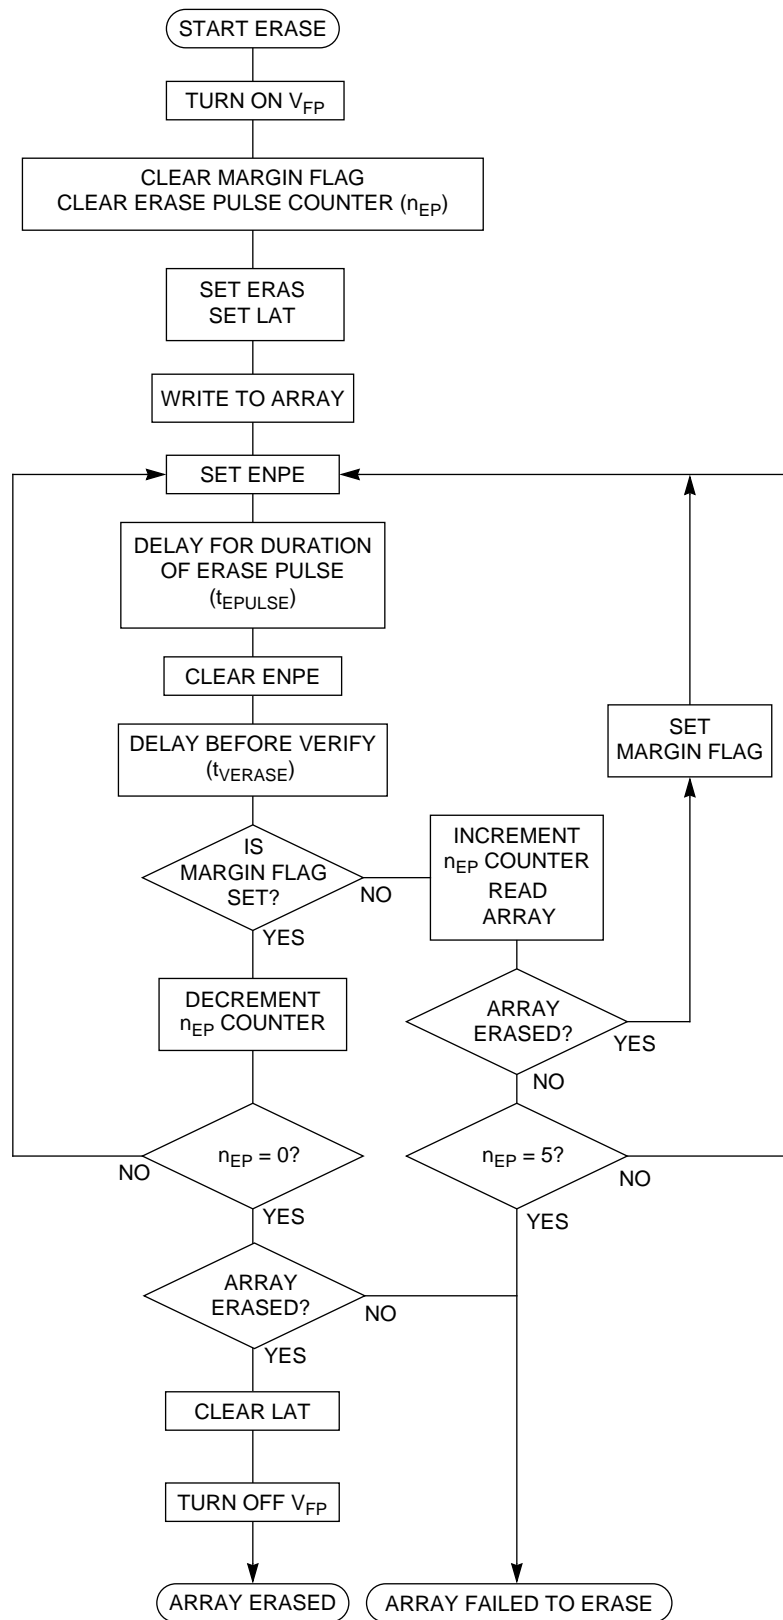 START ERASE
TURN ON VFP
CLEAR MARGIN FLAG
CLEAR ERASE PULSE COUNTER (nEP)
SET ERAS
SET LAT
WRITE TO ARRAY
SET ENPE
DELAY FOR DURATION
OF ERASE PULSE
(tEPULSE)
CLEAR ENPE
DELAY BEFORE VERIFY
(tVERASE)
SET
MARGIN FLAG
IS
MARGIN FLAG
SET?
NO
YES
INCREMENT
nEP COUNTER
READ
ARRAY
DECREMENT
nEP COUNTER
ARRAY
ERASED?
YES
NO
nEP = 0?
NO
YES
nEP = 5?
NO
YES
ARRAY
ERASED?
NO
YES
CLEAR LAT
TURN OFF VFP
ARRAY ERASED
ARRAY FAILED TO ERASE